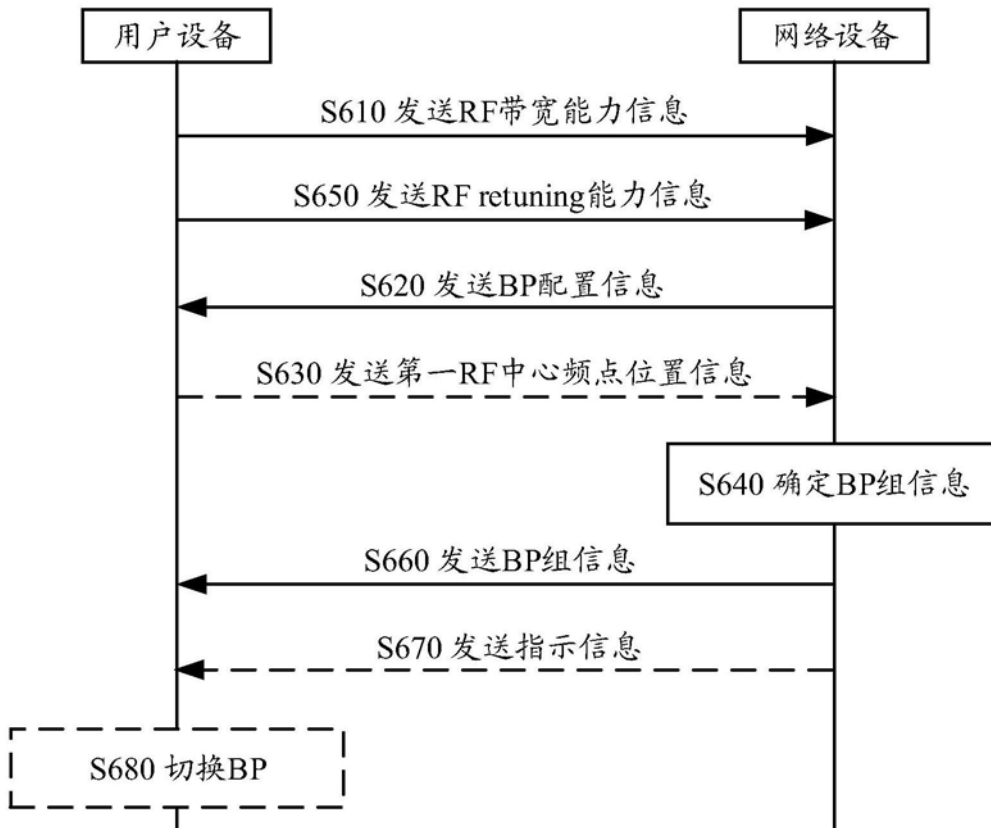 用户设备
网络设备
S610 发送RF带宽能力信息
S650 发送RF retuning能力信息
S620 发送BP配置信息
S630 发送第一RF中心频点位置信息
S640 确定BP组信息
S660 发送BP组信息
S670 发送指示信息
S680 切换BP